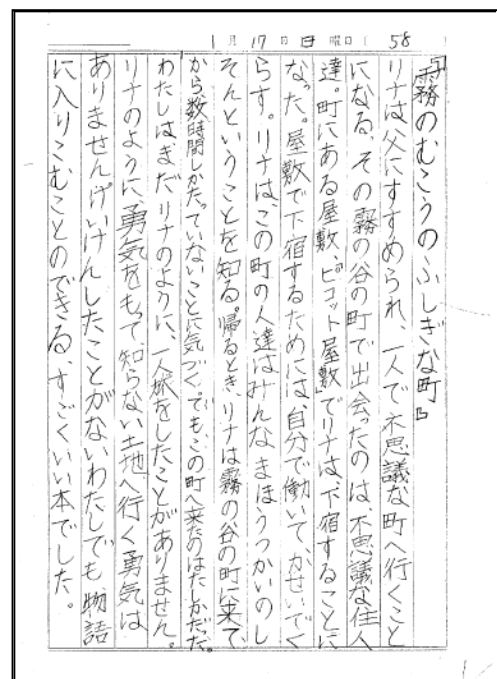 1月17日日曜日(58
『霧のむこうのふしぎな町』
リナは父にすすめられ、一人で不思議な町へ行くこと
になる。その霧の谷の町で出会ったのは、不思議な住人
達。町にある屋敷、『ピコット屋敷』でリナは、下宿することに
なった。屋敷で下宿するためには、自分で働いて、かせいでく
らす。リナは、この町の人達はみんなまほうつかいのし
そんということを知る。帰るとき、リナは霧の谷の町に来て、
から数時間しかたっていないことに気づく。でも、この町へ来たのはたしかだった。
わたしはまだリナのように、一人旅をしたことがありません。
リナのように、勇気をもって、知らない土地へ行く勇気は
ありません。けいけんしたことがないわたしでも、物語
に入りこむことのできる、すごくいい本でした。